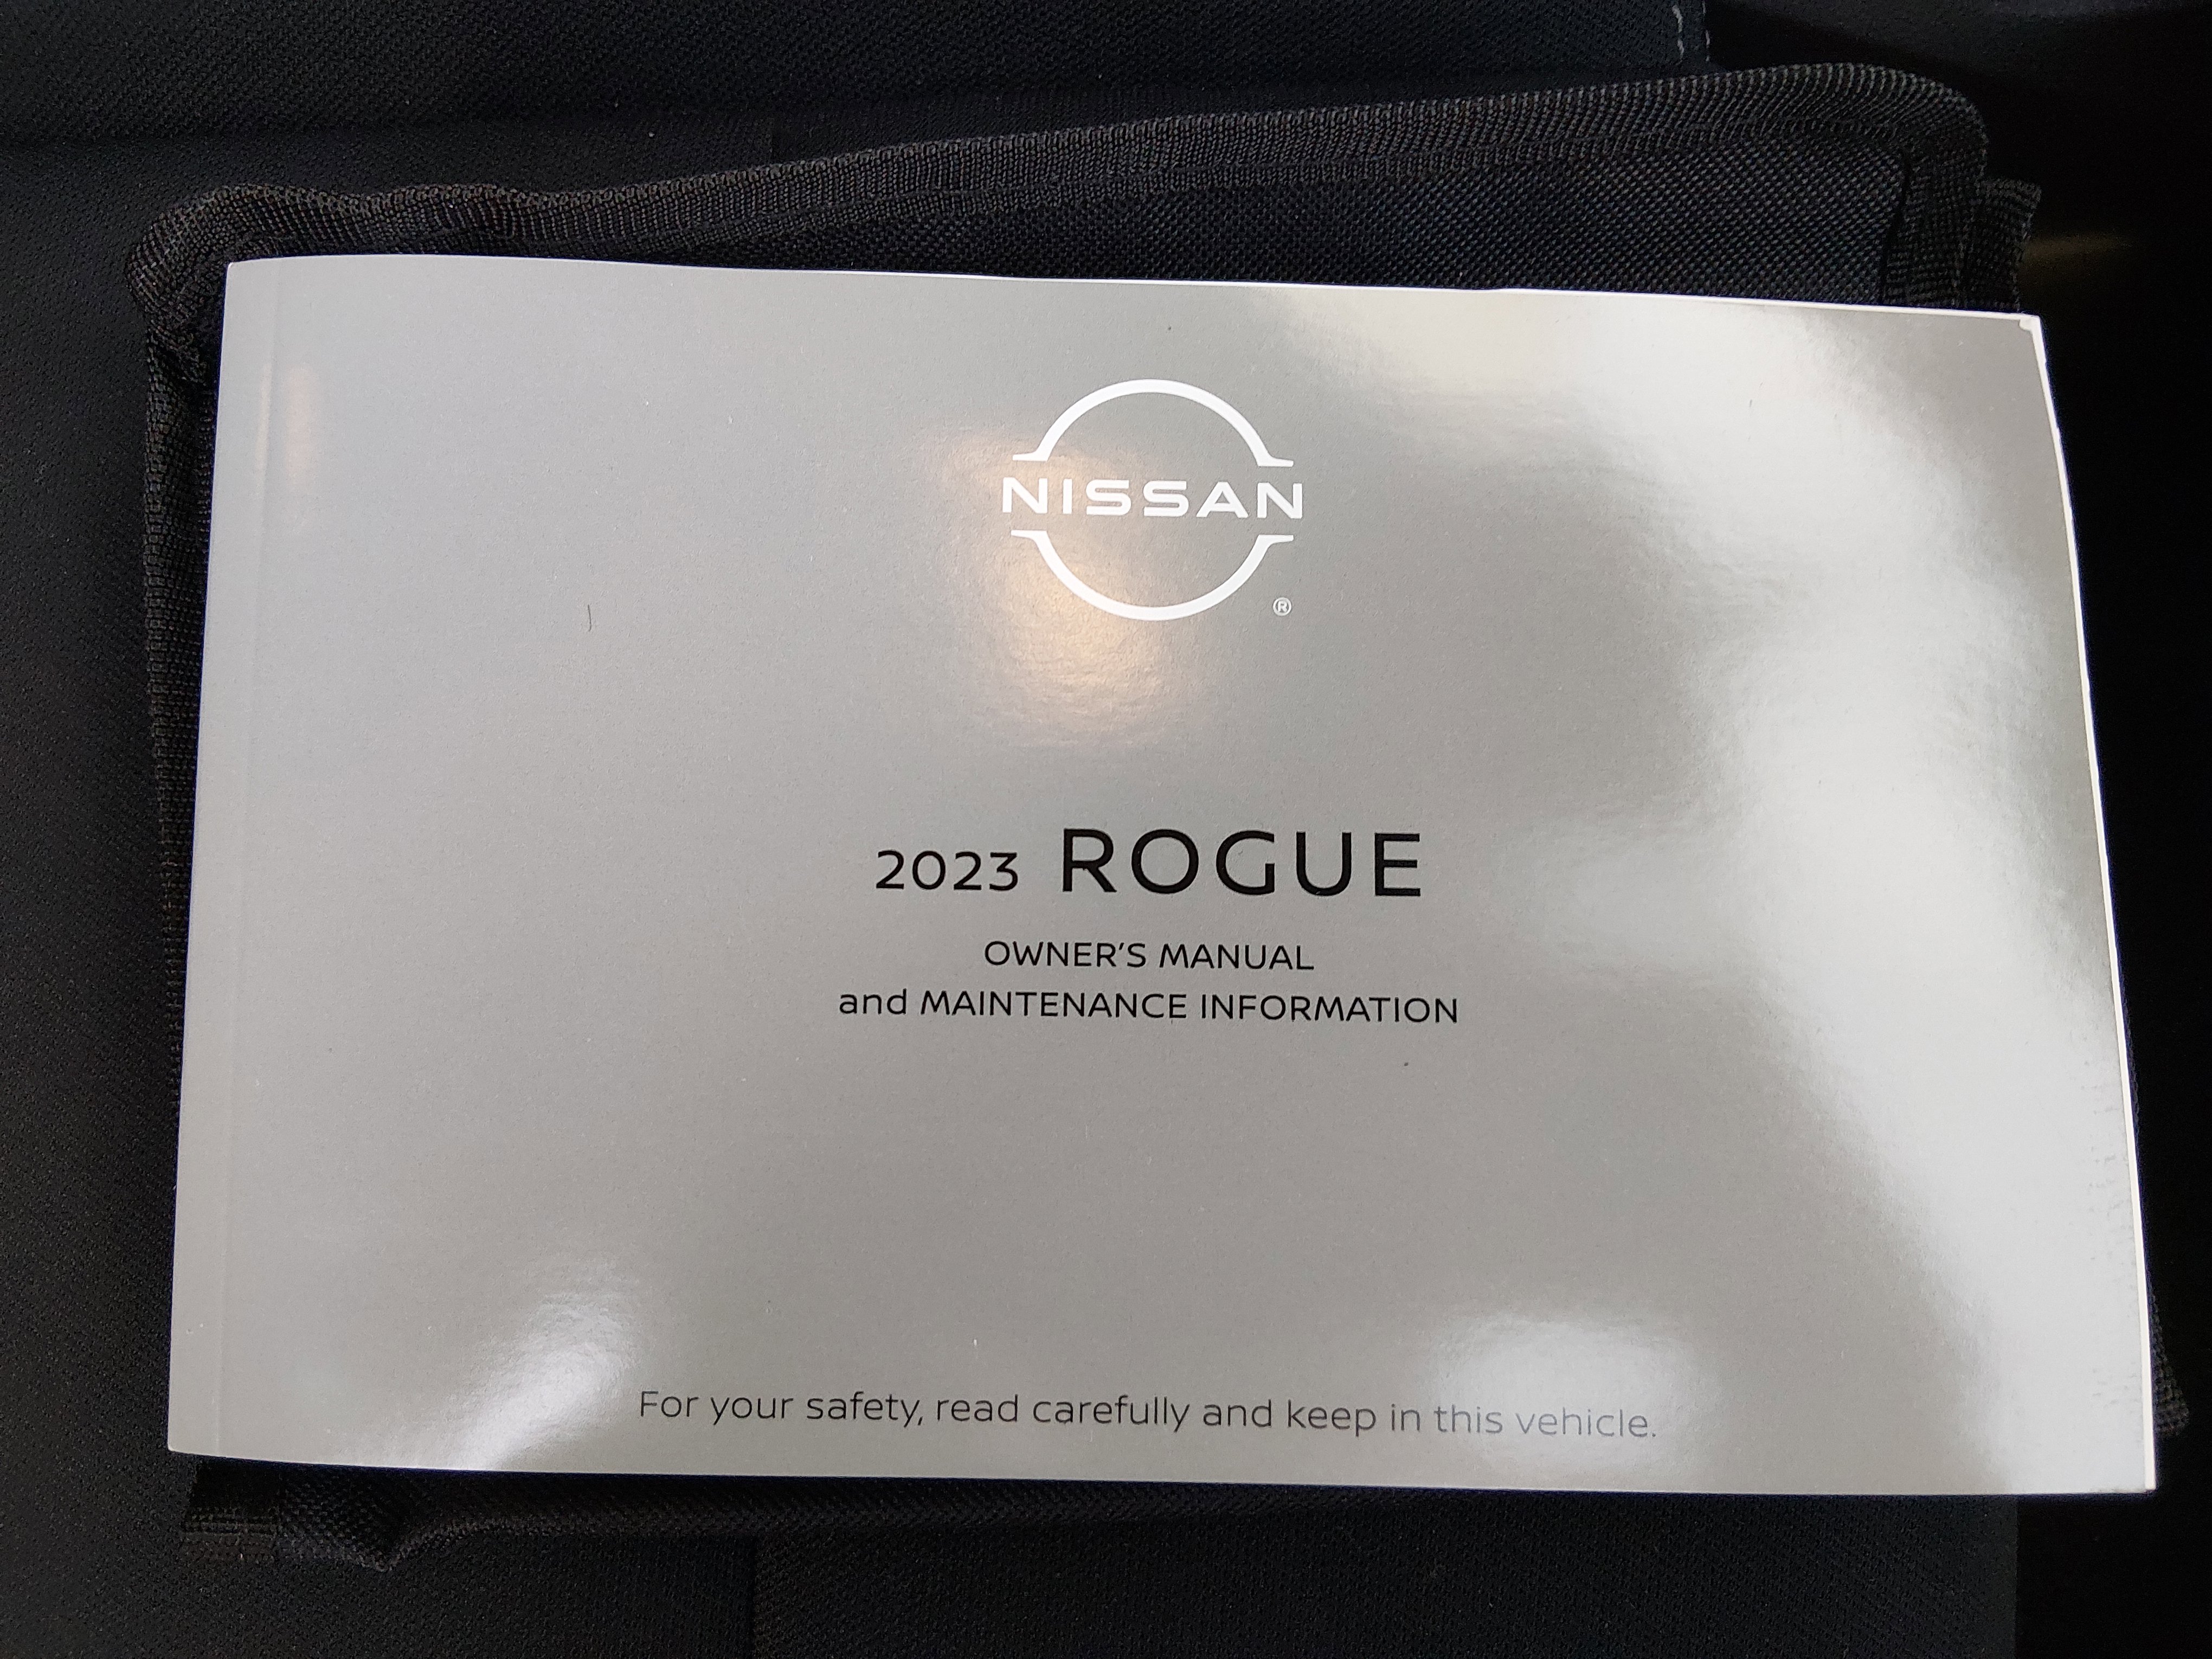 NISSAN
®
2023 ROGUE
OWNER'S MANUAL
and MAINTENANCE INFORMATION
For your safety, read carefully and keep in this vehicle.